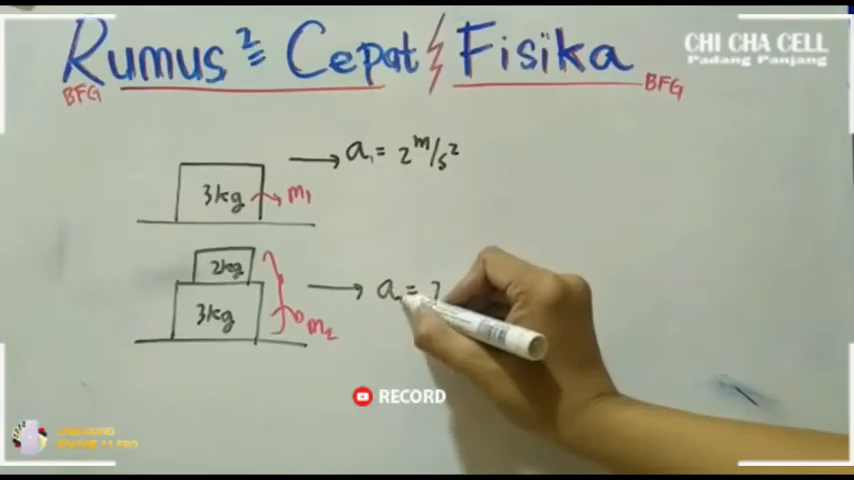 Rumus² = Cepat Fisika
BFG
BFG
CHI CHA CELL
Padang Panjang
a₁ = 2 m/s²
3kg
m₁
2kg
3kg
m₂
a = ?
RECORD